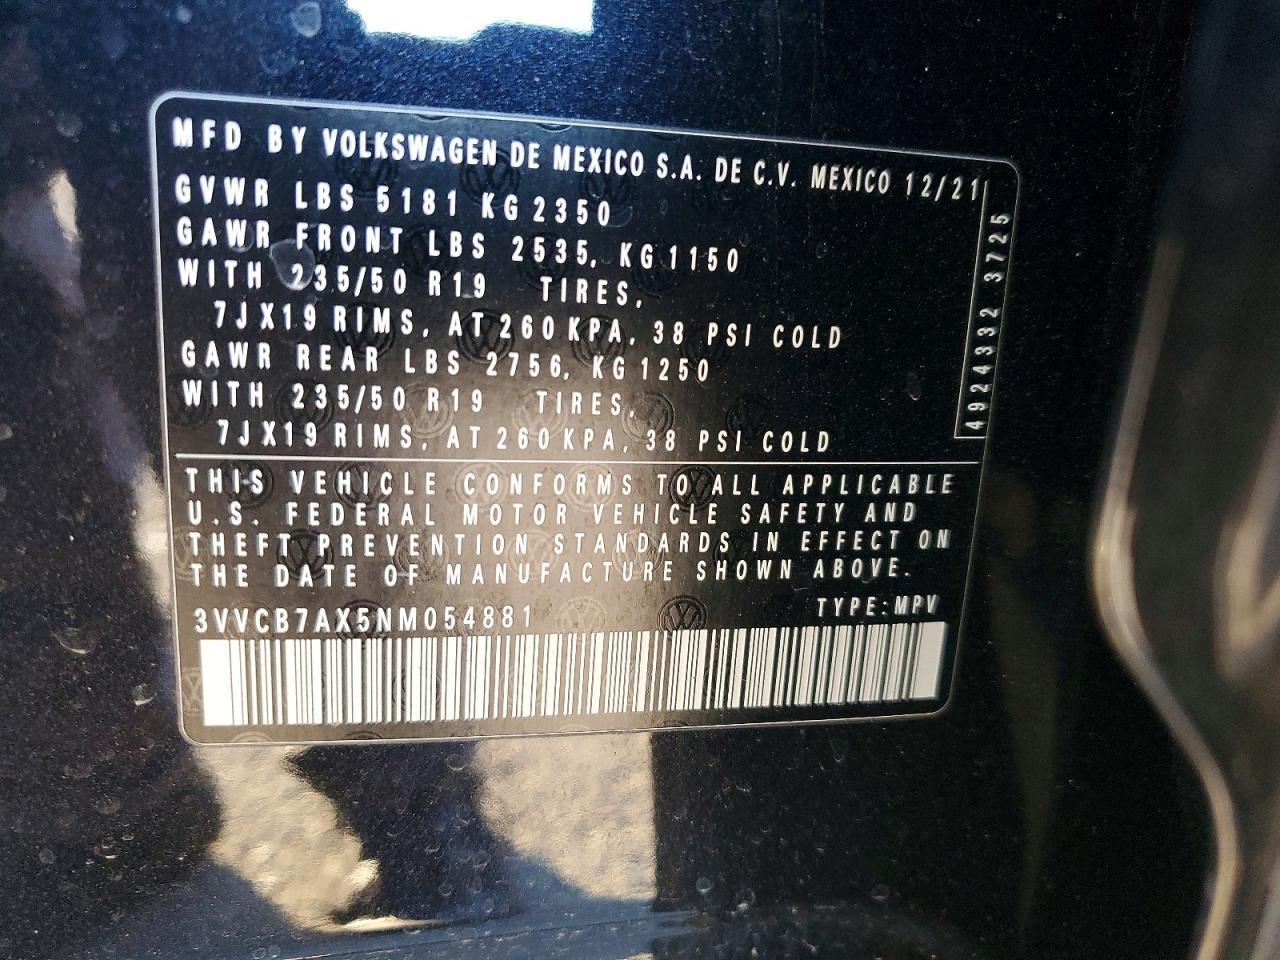 MFD BY VOLKSWAGEN DE MEXICO S.A. DE C.V. MEXICO 12/21
GVWR LBS 5181 KG 2350
GAWR FRONT LBS 2535, KG 1150
WITH 235/50 R19 TIRES,
7JX19 RIMS, AT 260 KPA, 38 PSI COLD
GAWR REAR LBS 2756, KG 1250
WITH 235/50 R19 TIRES,
7JX19 RIMS, AT 260 KPA, 38 PSI COLD
4924332 3725
THIS VEHICLE CONFORMS TO ALL APPLICABLE
U.S. FEDERAL MOTOR VEHICLE SAFETY AND
THEFT PREVENTION STANDARDS IN EFFECT ON
THE DATE OF MANUFACTURE SHOWN ABOVE.
3VVCB7AX5NM054881 TYPE:MPV